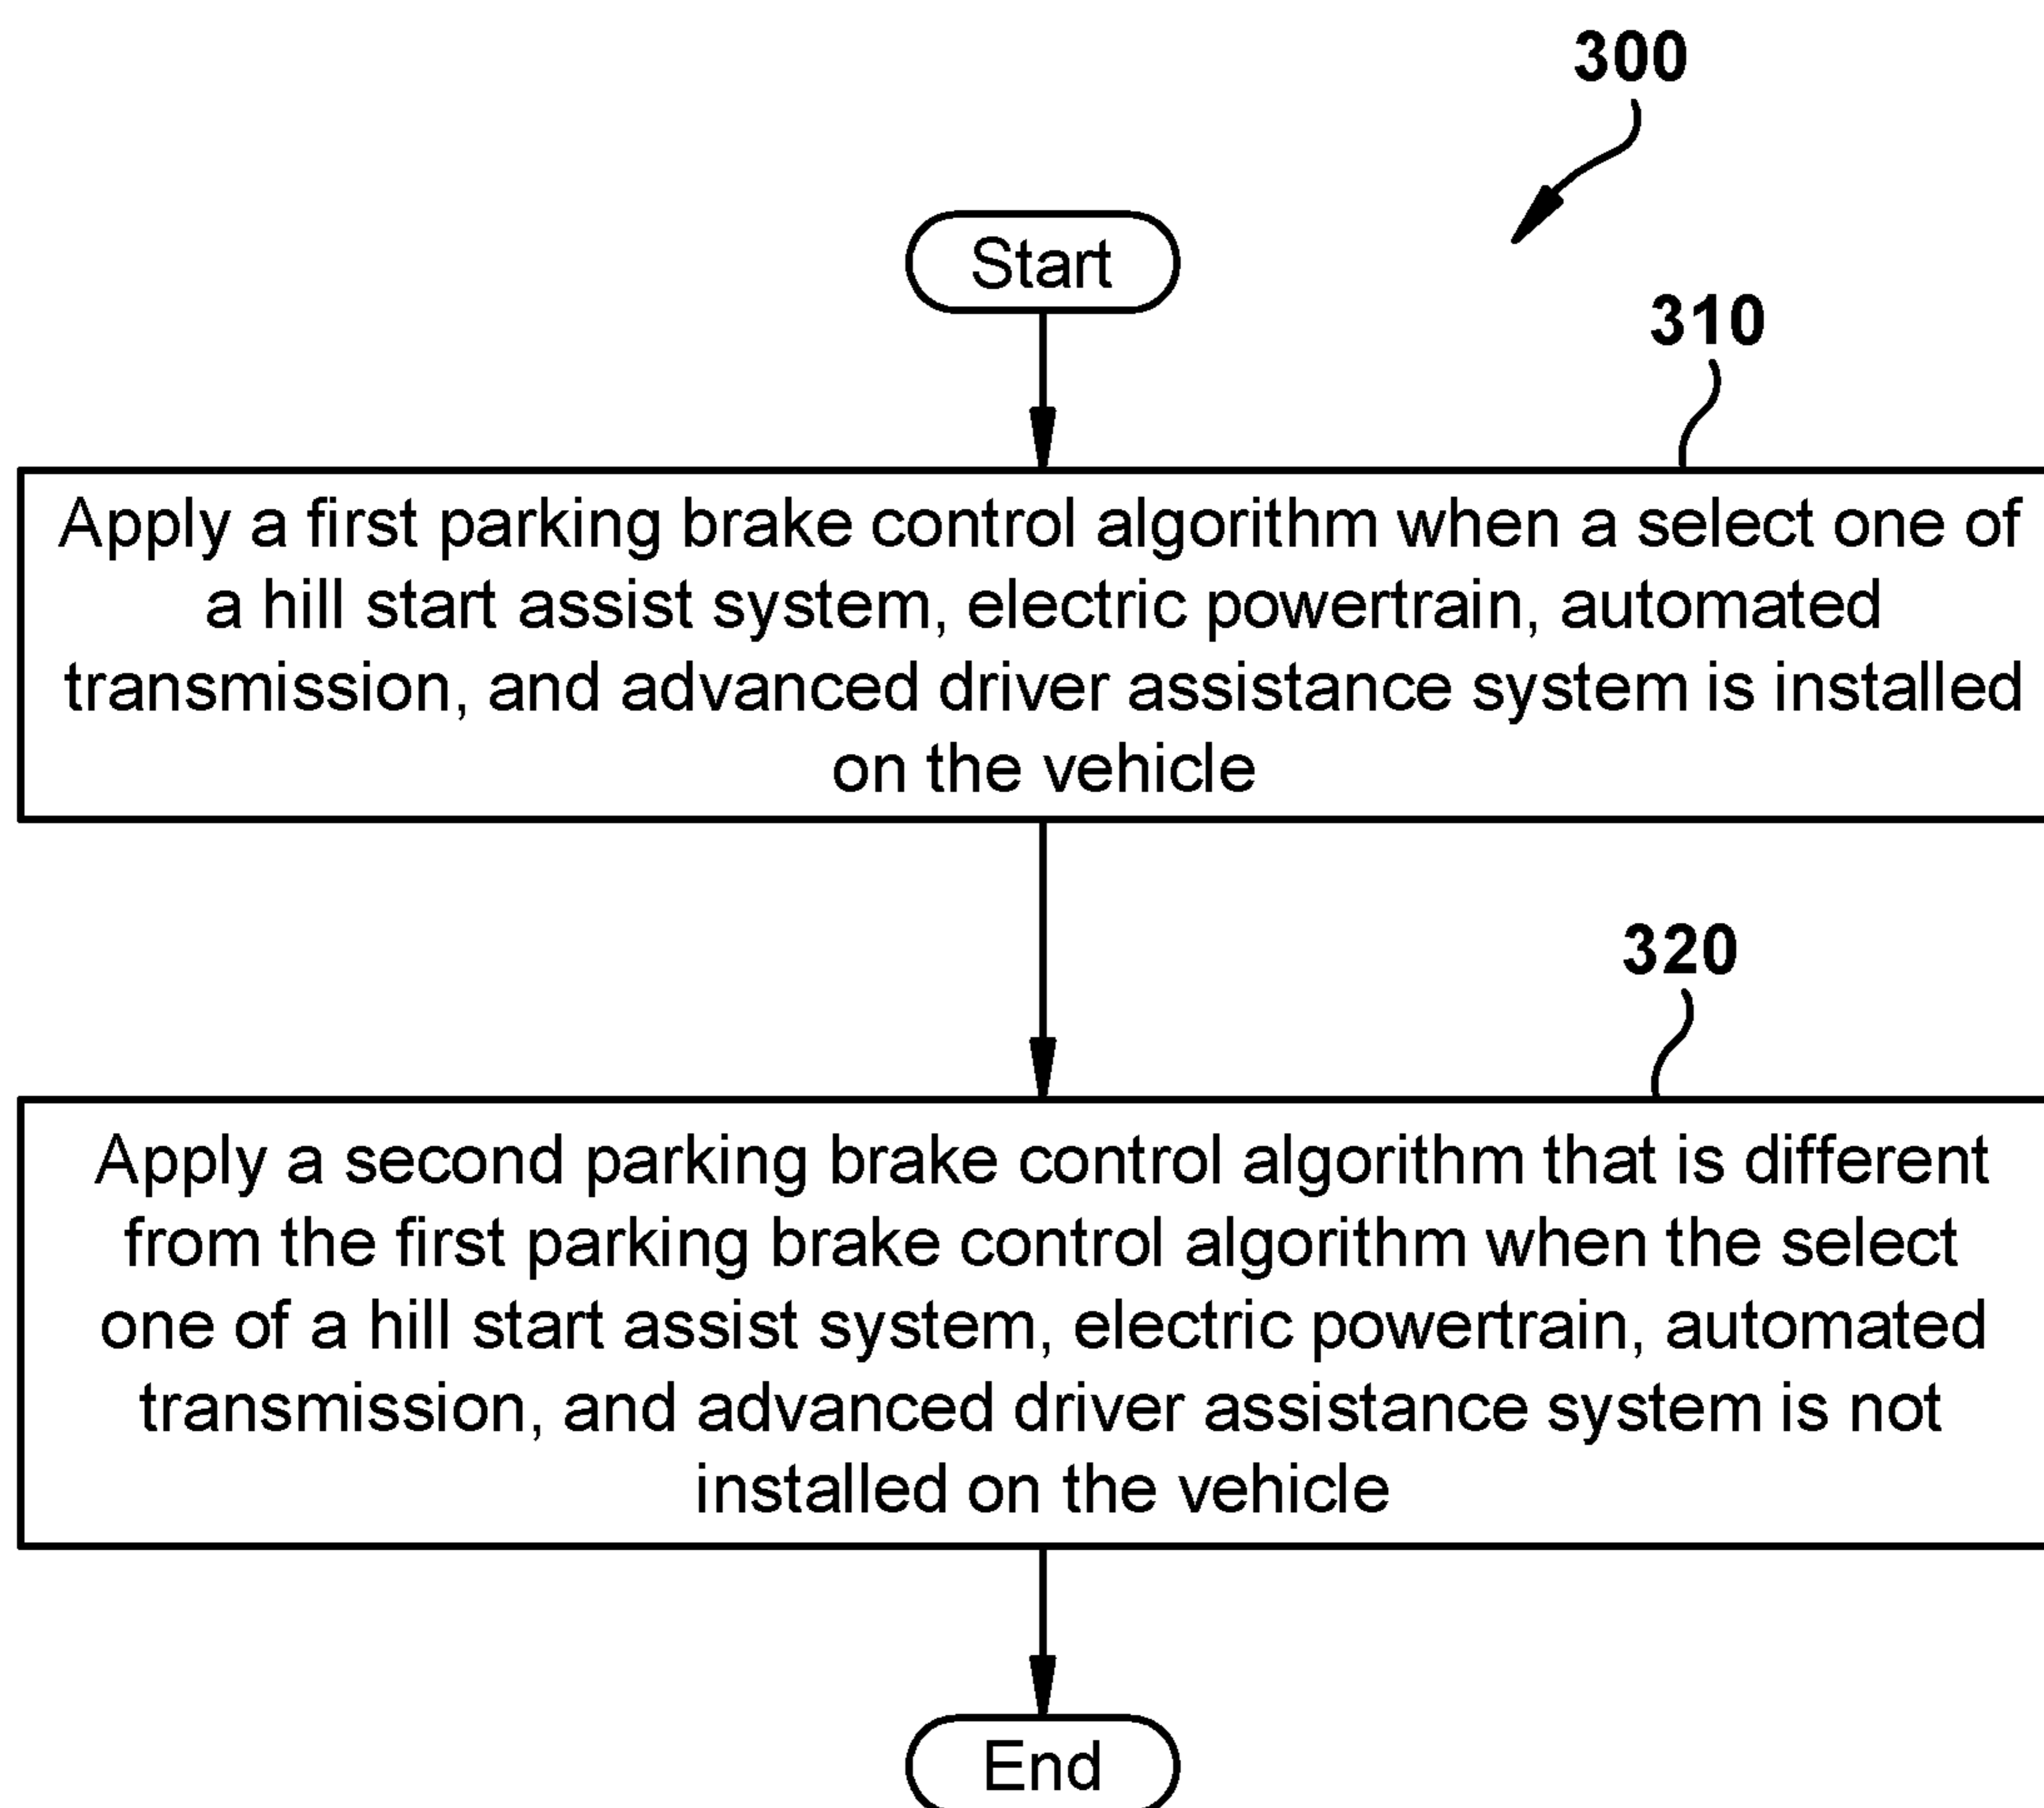 300
Start
310
Apply a first parking brake control algorithm when a select one of
a hill start assist system, electric powertrain, automated
transmission, and advanced driver assistance system is installed
on the vehicle
320
Apply a second parking brake control algorithm that is different
from the first parking brake control algorithm when the select
one of a hill start assist system, electric powertrain, automated
transmission, and advanced driver assistance system is not
installed on the vehicle
End